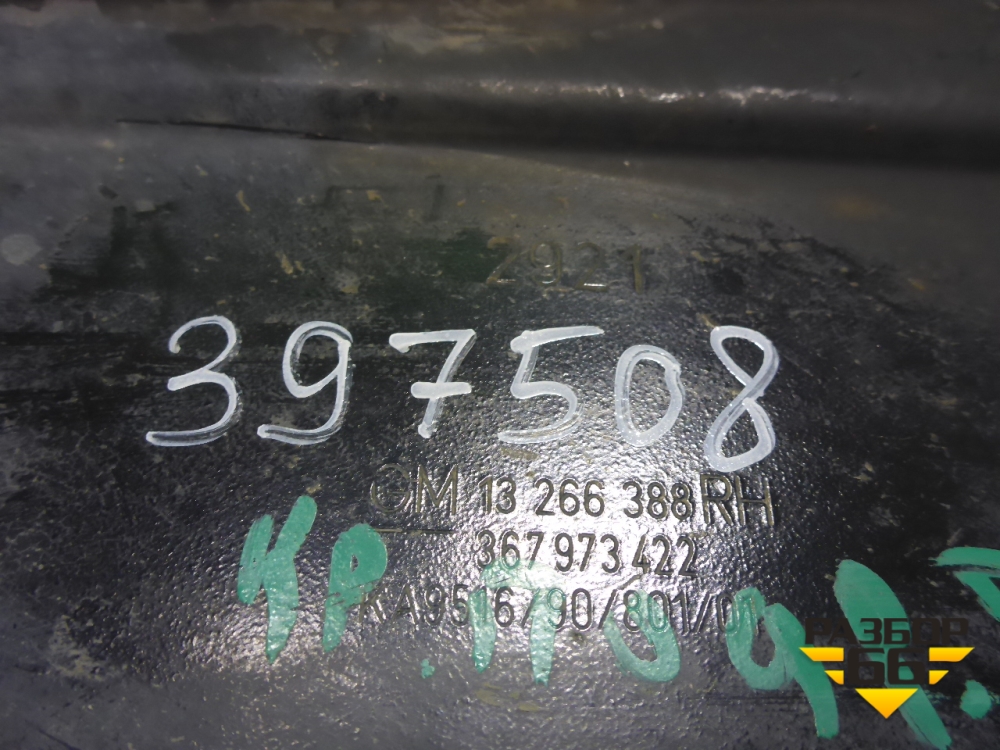 2921
397508
GM 13 266 388 RH
367 973 422
KA9516/90/801/01
КР.
РАЗБОР
66